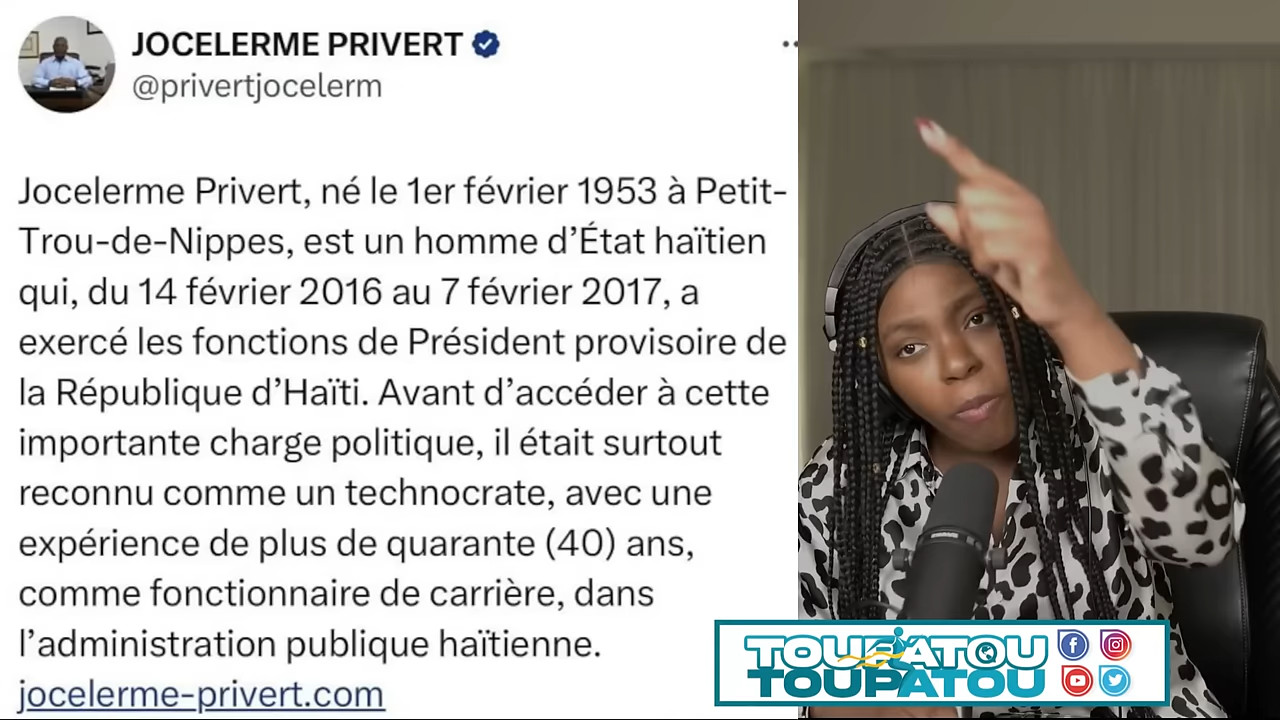 JOCELERME PRIVERT
@privertjocelerm
Jocelerme Privert, né le 1er février 1953 à Petit-
Trou-de-Nippes, est un homme d’État haïtien
qui, du 14 février 2016 au 7 février 2017, a
exercé les fonctions de Président provisoire de
la République d’Haïti. Avant d’accéder à cette
importante charge politique, il était surtout
reconnu comme un technocrate, avec une
expérience de plus de quarante (40) ans,
comme fonctionnaire de carrière, dans
l’administration publique haïtienne.
jocelerme-privert.com
TOUPATOU
TOUPATOU